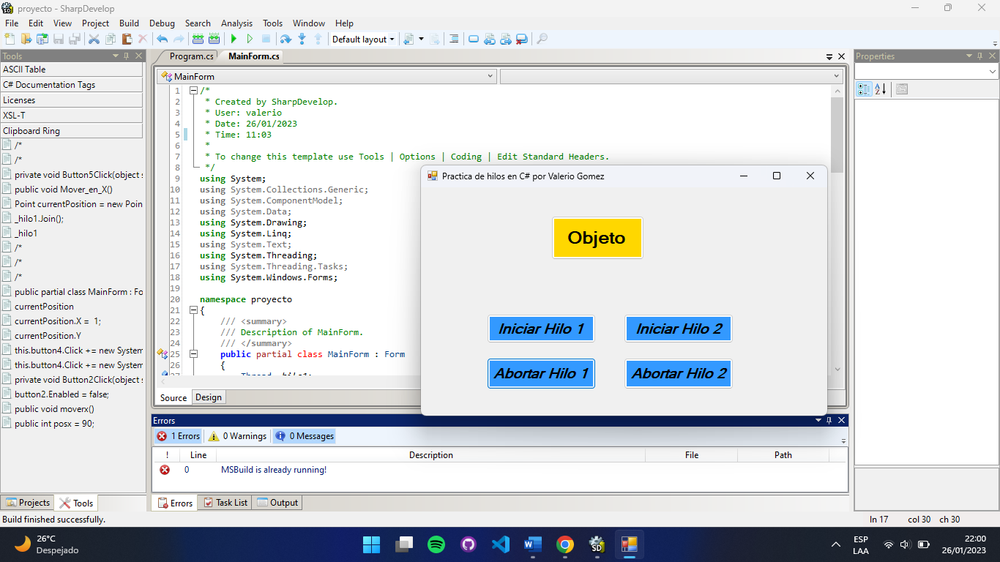 proyecto - SharpDevelop
File Edit View Project Build Debug Search Analysis Tools Window Help
Default layout
Tools
ASCII Table
C# Documentation Tags
Licenses
XSL-T
Clipboard Ring
/*
/*
private void Button5Click(object s
public void Mover_en_X()
Point currentPosition = new Poin
_hilo1.Join();
_hilo1
/*
/*
/*
public partial class MainForm : Fo
currentPosition
currentPosition.X = 1;
currentPosition.Y
this.button4.Click += new System
this.button4.Click += new System
private void Button2Click(object s
button2.Enabled = false;
public void moverx()
public int posx = 90;
Projects Tools
Program.cs MainForm.cs
MainForm
1 /*
2 * Created by SharpDevelop.
3 * User: valerio
4 * Date: 26/01/2023
5 * Time: 11:03
6 *
7 * To change this template use Tools | Options | Coding | Edit Standard Headers.
8 */
9 using System;
10 using System.Collections.Generic;
11 using System.ComponentModel;
12 using System.Data;
13 using System.Drawing;
14 using System.Linq;
15 using System.Text;
16 using System.Threading;
17 using System.Threading.Tasks;
18 using System.Windows.Forms;
19
20 namespace proyecto
21 {
22 /// <summary>
23 /// Description of MainForm.
24 /// </summary>
25 public partial class MainForm : Form
26 {
Source Design
Practica de hilos en C# por Valerio Gomez
Objeto
Iniciar Hilo 1 Iniciar Hilo 2
Abortar Hilo 1 Abortar Hilo 2
Errors
1 Errors 0 Warnings 0 Messages
! Line Description File Path
0 MSBuild is already running!
Errors Task List Output
Properties
Build finished successfully.
ln 17 col 30 ch 30
26°C
Despejado
ESP
LAA
22:00
26/01/2023